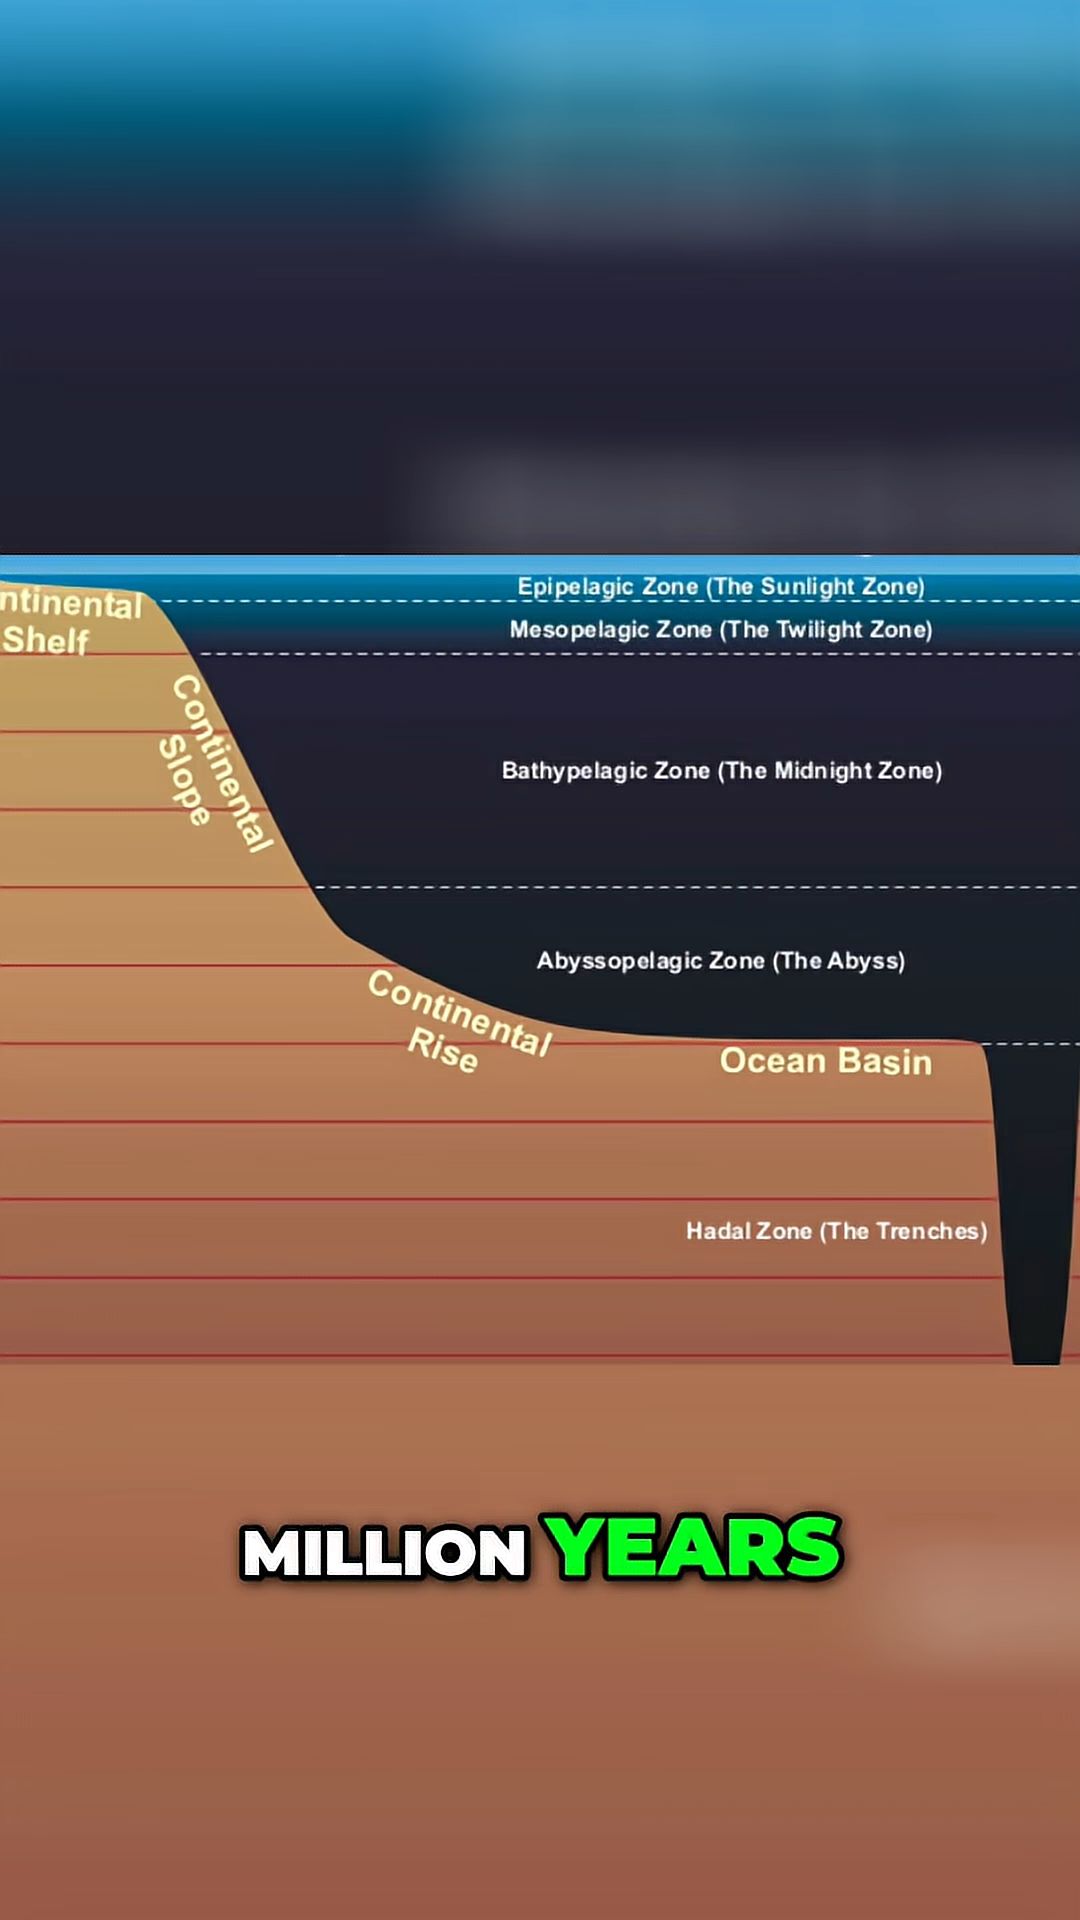 Epipelagic Zone (The Sunlight Zone)
ntinental
Shelf
Mesopelagic Zone (The Twilight Zone)
Continental
Slope
Bathypelagic Zone (The Midnight Zone)
Abyssopelagic Zone (The Abyss)
Continental
Rise
Ocean Basin
Hadal Zone (The Trenches)
MILLION YEARS